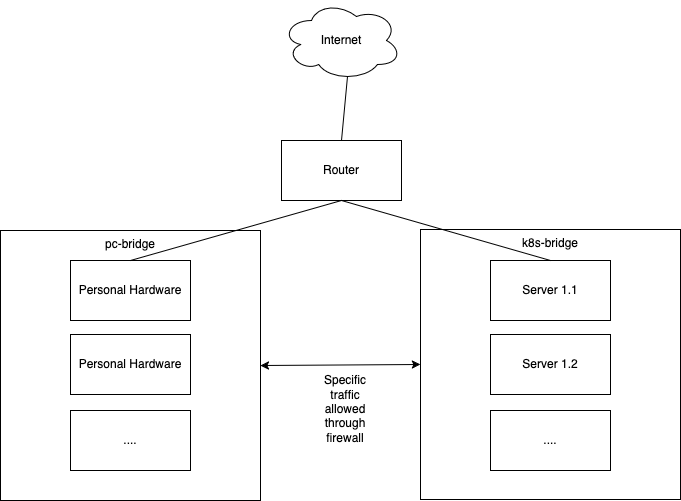 Internet
Router
pc-bridge
k8s-bridge
Personal Hardware
Server 1.1
Personal Hardware
Server 1.2
Specific
traffic
allowed
through
firewall
....
....